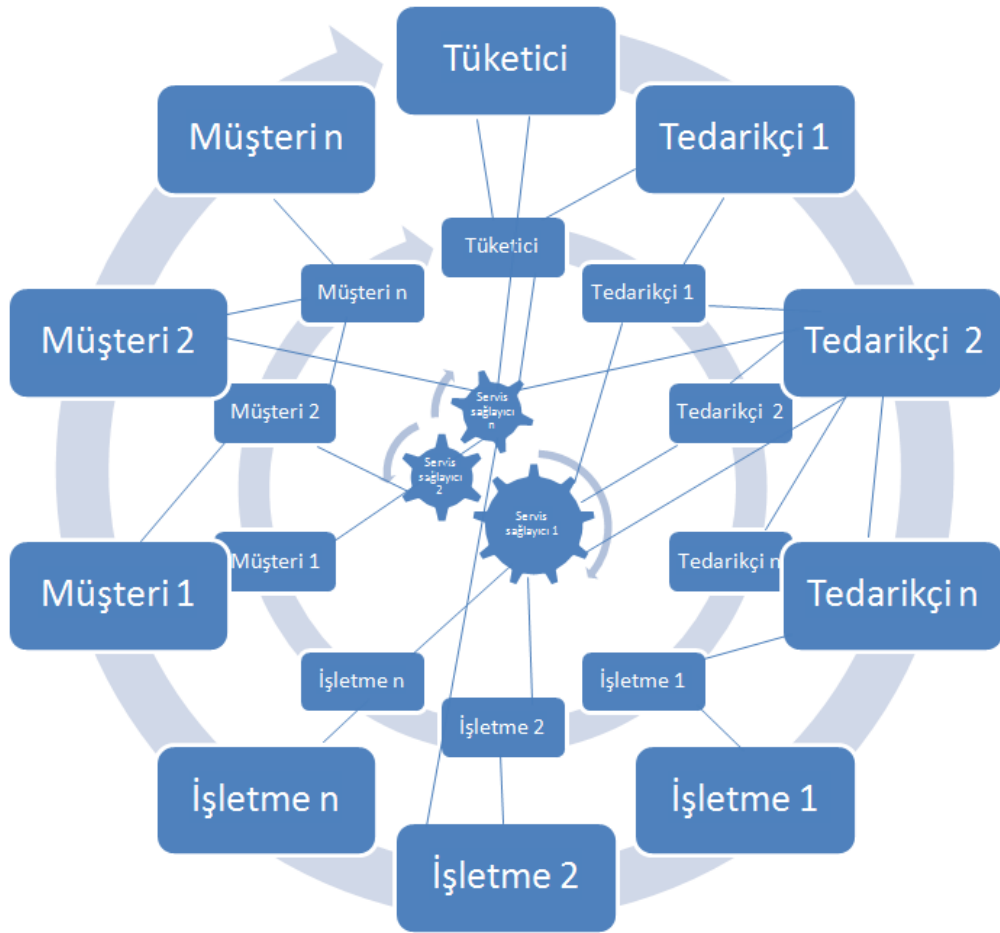 Tüketici
Tedarikçi 1
Tedarikçi 2
Tedarikçi n
İşletme 1
İşletme 2
İşletme n
Müşteri 1
Müşteri 2
Müşteri n
Tüketici
Tedarikçi 1
Tedarikçi 2
Tedarikçi n
İşletme 1
İşletme 2
İşletme n
Müşteri 1
Müşteri 2
Müşteri n
Servis
sağlayıcı
n
Servis
sağlayıcı
2
Servis
sağlayıcı 1